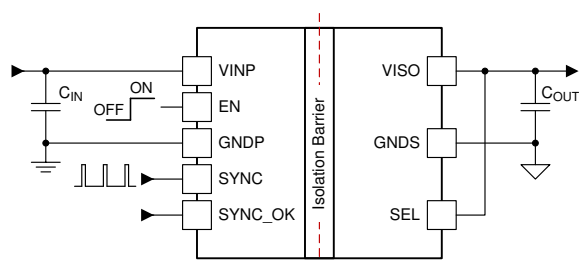 VINP
VISO
CIN
ON
OFF
EN
COUT
GNDP
GNDS
SYNC
SYNC_OK
SEL
Isolation Barrier